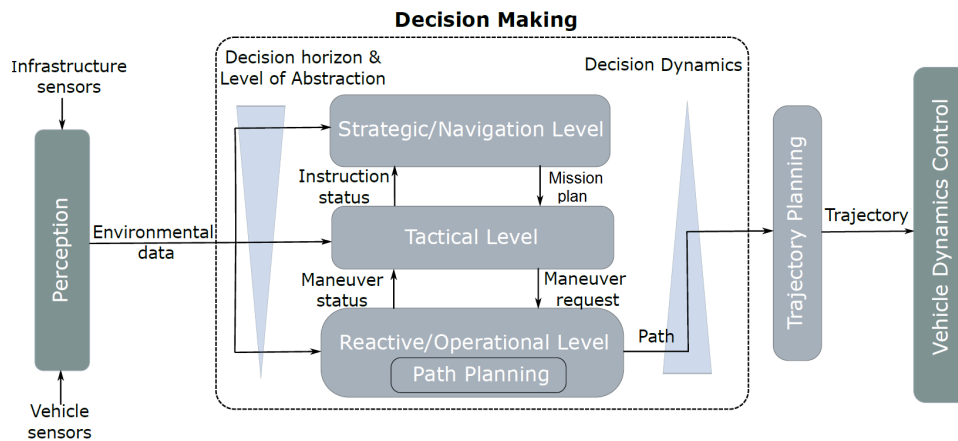 Decision Making
Infrastructure
sensors
Perception
Vehicle
sensors
Environmental
data
Decision horizon &
Level of Abstraction
Decision Dynamics
Strategic/Navigation Level
Instruction
status
Mission
plan
Tactical Level
Maneuver
status
Maneuver
request
Reactive/Operational Level
Path Planning
Path
Trajectory Planning
Trajectory
Vehicle Dynamics Control